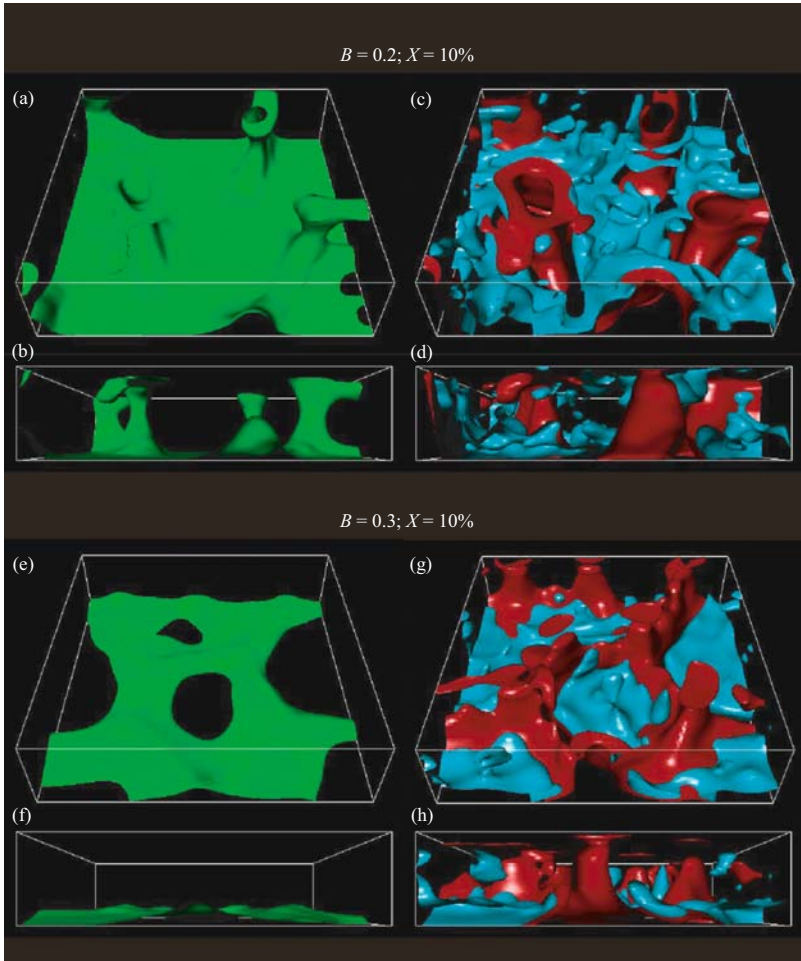 B = 0.2; X = 10%
(a)
(c)
(b)
(d)
B = 0.3; X = 10%
(e)
(g)
(f)
(h)